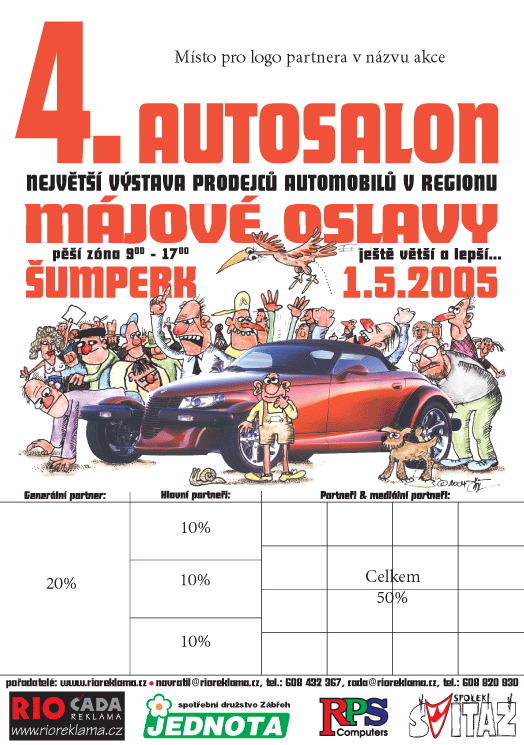 Místo pro logo partnera v názvu akce
4. AUTOSALON
NEJVĚTŠÍ VÝSTAVA PRODEJCŮ AUTOMOBILŮ V REGIONU
MÁJOVÉ OSLAVY
pěší zóna 9⁰⁰ - 17⁰⁰
ještě větší a lepší...
ŠUMPERK
1.5.2005
©2004
Generální partner:
Hlavní partneři:
Partneři & mediální partneři:
10%
20%
10%
Celkem
50%
10%
pořadatelé: www.rioreklama.cz • navratil@rioreklama.cz, tel.: 608 432 367, cada@rioreklama.cz, tel.: 608 820 930
RIO CADA
REKLAMA
www.rioreklama.cz
spotřební družstvo Zábřeh
JEDNOTA
RPS
Computers
SPOLEK
SVITAZ